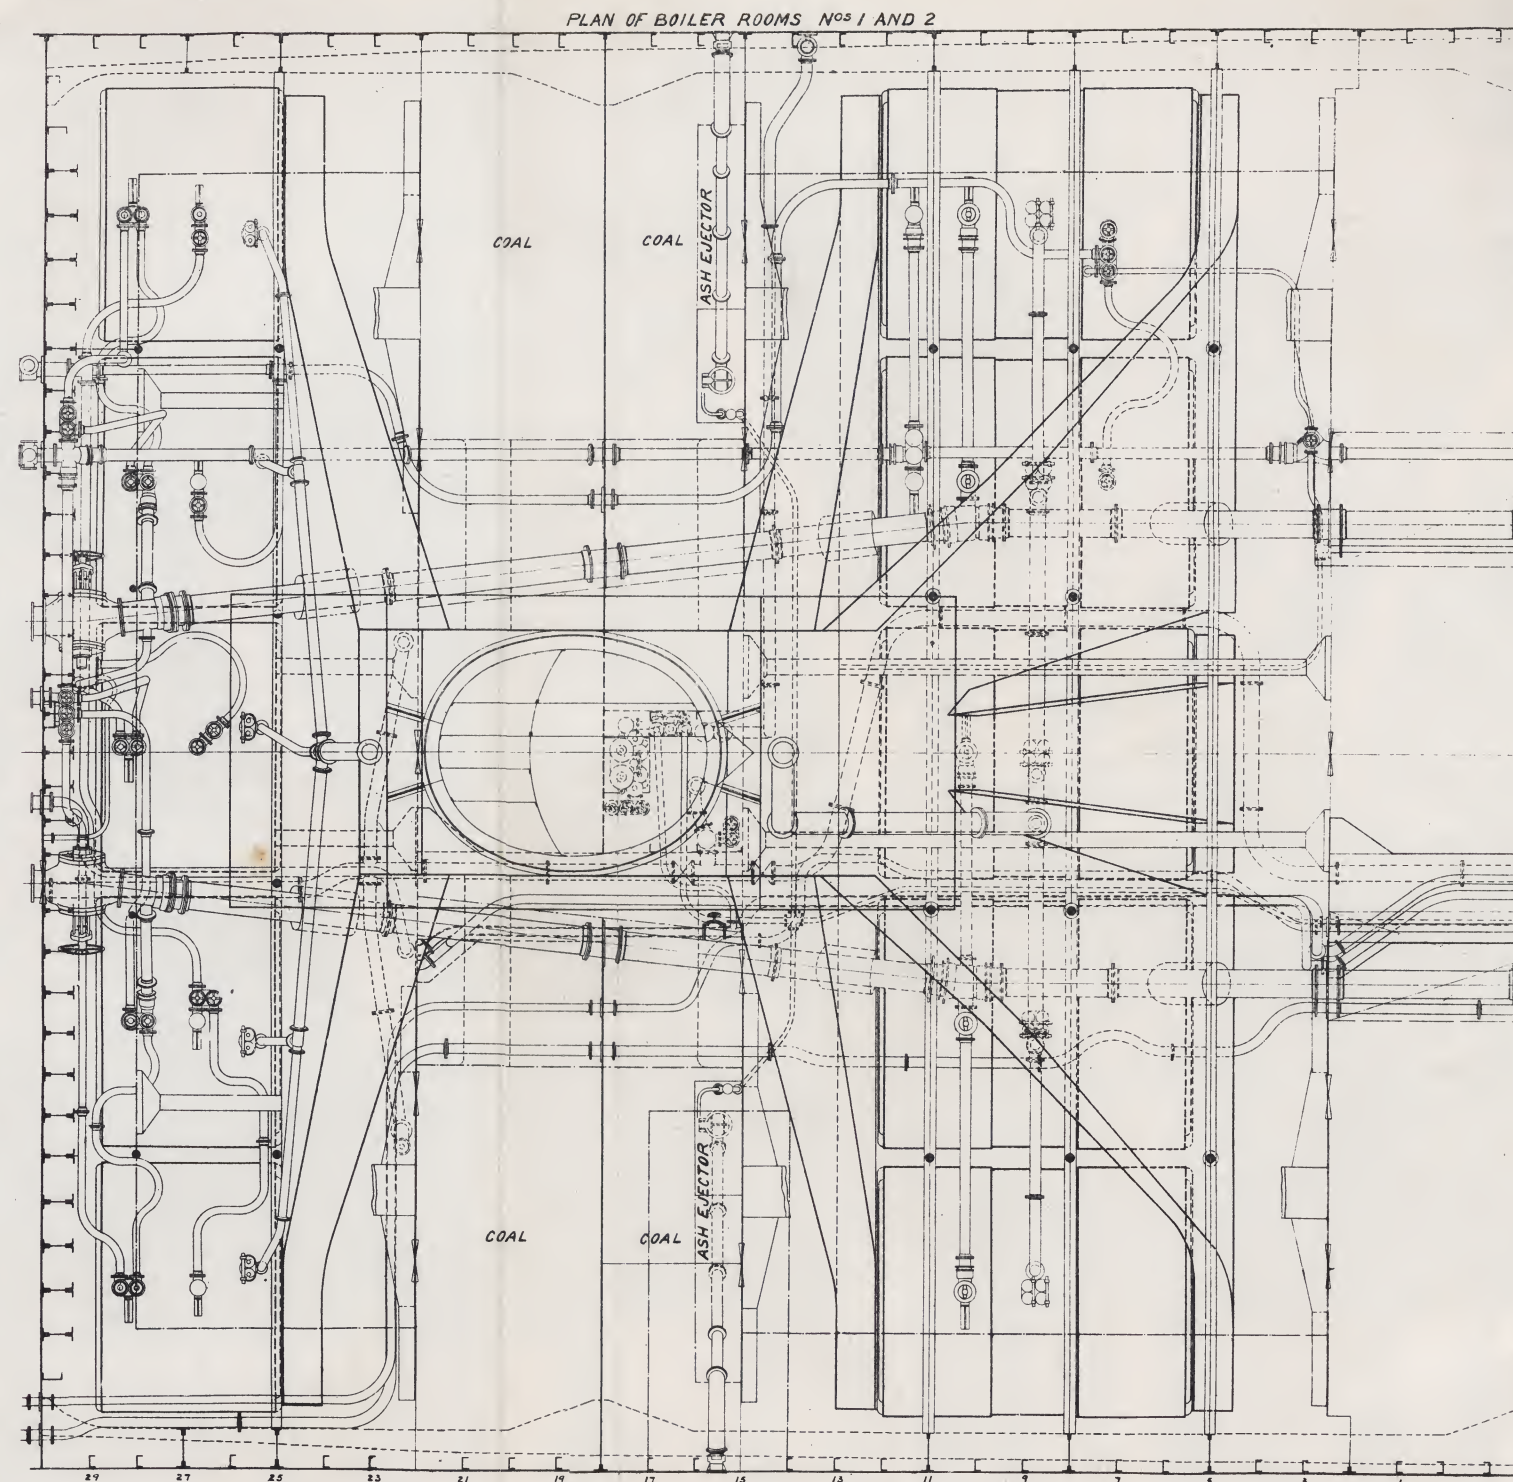 PLAN OF BOILER ROOMS Nos 1 AND 2
COAL
COAL
ASH EJECTOR
COAL
COAL
ASH EJECTOR
29 27 25 23 21 19 17 15 13 11 9 7